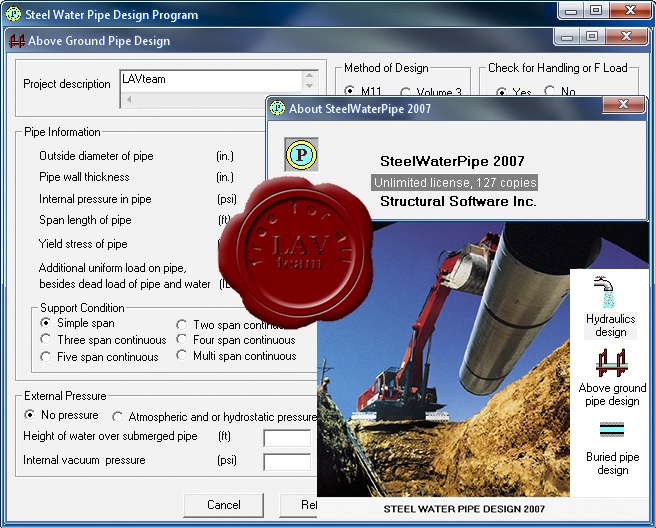 Steel Water Pipe Design Program
Above Ground Pipe Design
Project description
LAVteam
Method of Design
M11
Volume 3
Check for Handling or F Load
Yes
No
About SteelWaterPipe 2007
P
SteelWaterPipe 2007
Unlimited license, 127 copies
Structural Software Inc.
Pipe Information
Outside diameter of pipe (in.)
Pipe wall thickness (in.)
Internal pressure in pipe (psi)
Span length of pipe (ft)
Yield stress of pipe
Additional uniform load on pipe,
besides dead load of pipe and water
free for all
LAV
team
Support Condition
Simple span
Two span continuous
Three span continuous
Four span continuous
Five span continuous
Multi span continuous
External Pressure
No pressure
Atmospheric and or hydrostatic pressure
Height of water over submerged pipe (ft)
Internal vacuum pressure (psi)
Cancel
Hydraulics
design
Above ground
pipe design
Buried pipe
design
STEEL WATER PIPE DESIGN 2007